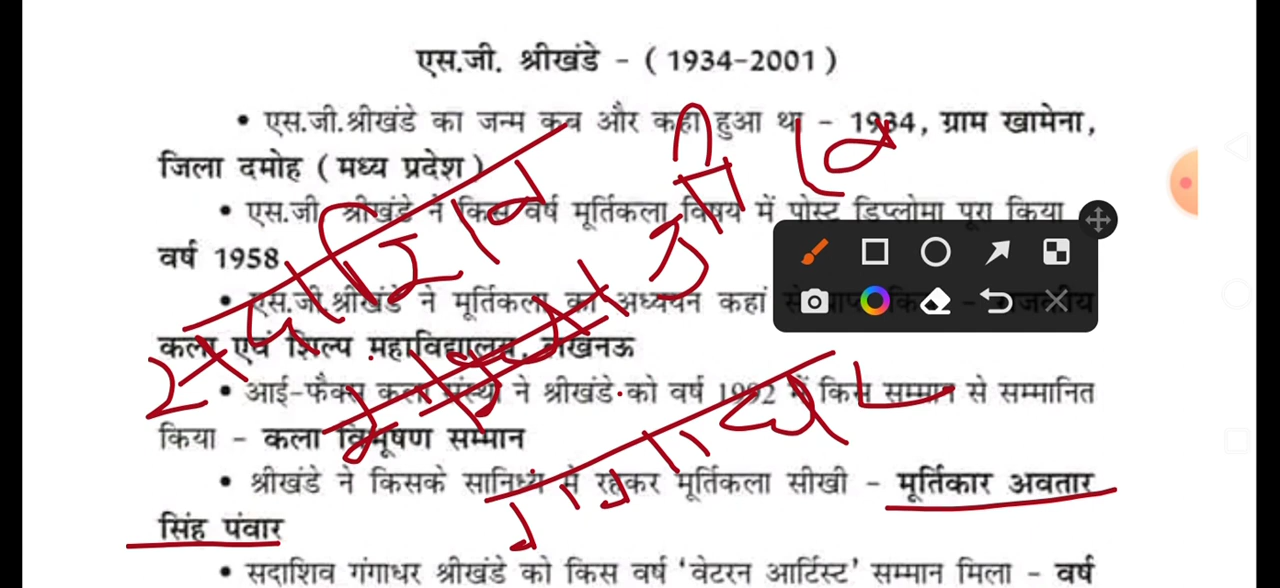 एस.जी. श्रीखंडे - ( 1934-2001 )
• एस.जी.श्रीखंडे का जन्म कब और कहां हुआ था - 1934, ग्राम खामेना,
जिला दमोह ( मध्य प्रदेश )
• एस.जी. श्रीखंडे ने किस वर्ष मूर्तिकला विषय में पोस्ट डिप्लोमा पूरा किया
वर्ष 1958
• एस.जी.श्रीखंडे ने मूर्तिकला का अध्ययन कहां
कला एवं शिल्प महाविद्यालय, लखनऊ
• आई-फैक्स कला संस्था ने श्रीखंडे को वर्ष 1992 में किस सम्मान से सम्मानित
किया - कला विभूषण सम्मान
• श्रीखंडे ने किसके सानिध्य में रहकर मूर्तिकला सीखी - मूर्तिकार अवतार
सिंह पंवार
• सदाशिव गंगाधर श्रीखंडे को किस वर्ष ‘वेटरन आर्टिस्ट’ सम्मान मिला - वर्ष